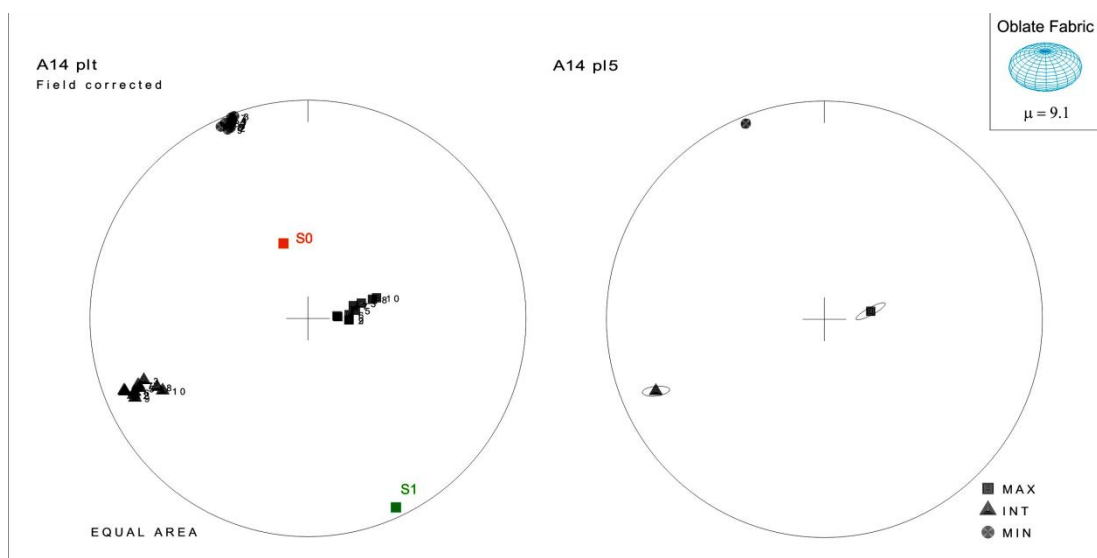 A14 plt
Field corrected
S0
S1
EQUAL AREA
A14 pl5
Oblate Fabric
μ = 9.1
MAX
INT
MIN